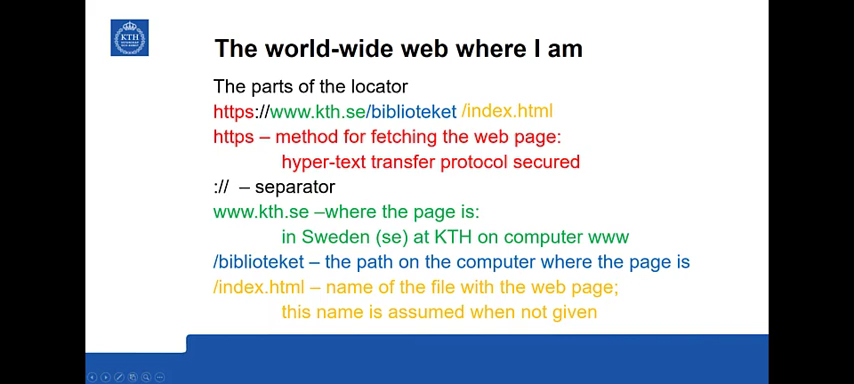 KTH
The world-wide web where I am
The parts of the locator
https://www.kth.se/biblioteket /index.html
https – method for fetching the web page:
hyper-text transfer protocol secured
:// – separator
www.kth.se –where the page is:
in Sweden (se) at KTH on computer www
/biblioteket – the path on the computer where the page is
/index.html – name of the file with the web page;
this name is assumed when not given